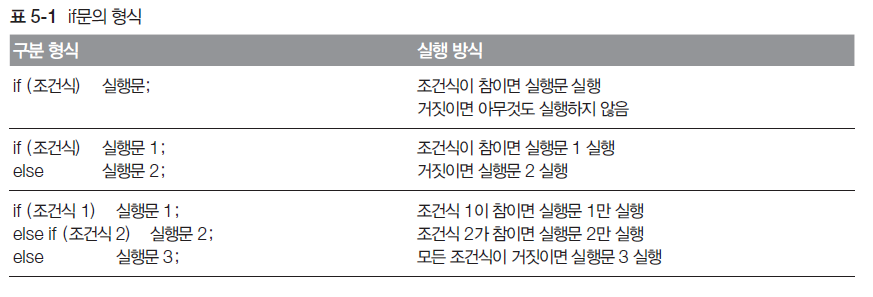 표 5-1 if문의 형식
구분 형식 실행 방식
if (조건식) 실행문; 조건식이 참이면 실행문 실행
거짓이면 아무것도 실행하지 않음
if (조건식) 실행문 1; 조건식이 참이면 실행문 1 실행
else 실행문 2; 거짓이면 실행문 2 실행
if (조건식 1) 실행문 1; 조건식 1이 참이면 실행문 1만 실행
else if (조건식 2) 실행문 2; 조건식 2가 참이면 실행문 2만 실행
else 실행문 3; 모든 조건식이 거짓이면 실행문 3 실행